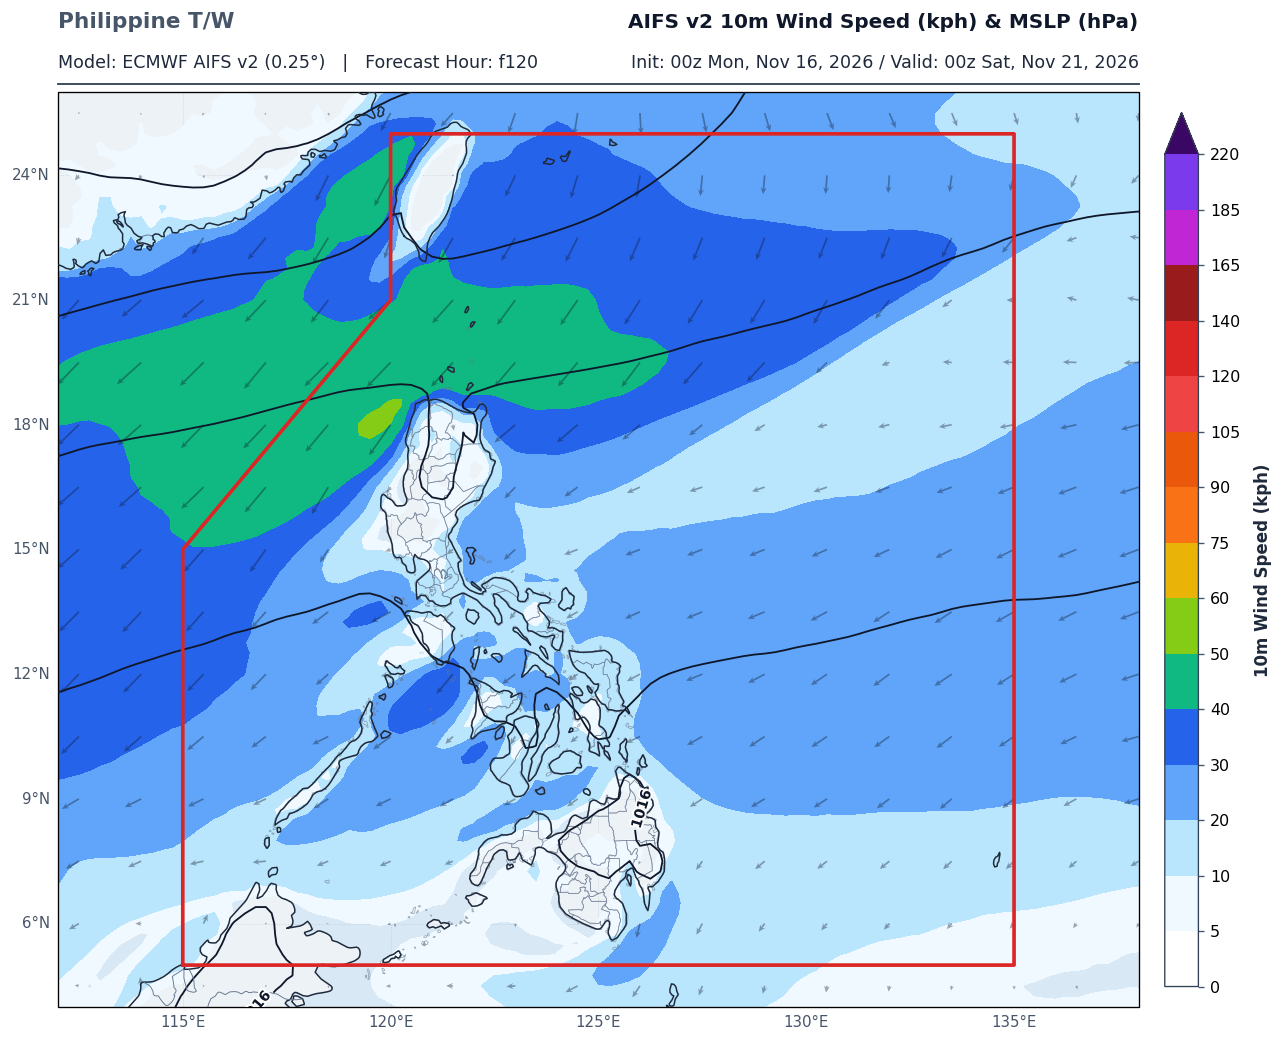 Philippine T/W
AIFS v2 10m Wind Speed (kph) & MSLP (hPa)
Model: ECMWF AIFS v2 (0.25°) | Forecast Hour: f120
Init: 00z Mon, Nov 16, 2026 / Valid: 00z Sat, Nov 21, 2026
24°N
21°N
18°N
15°N
12°N
9°N
6°N
115°E
120°E
125°E
130°E
135°E
1016
016
220
185
165
140
120
105
90
75
60
50
40
30
20
10
5
0
10m Wind Speed (kph)